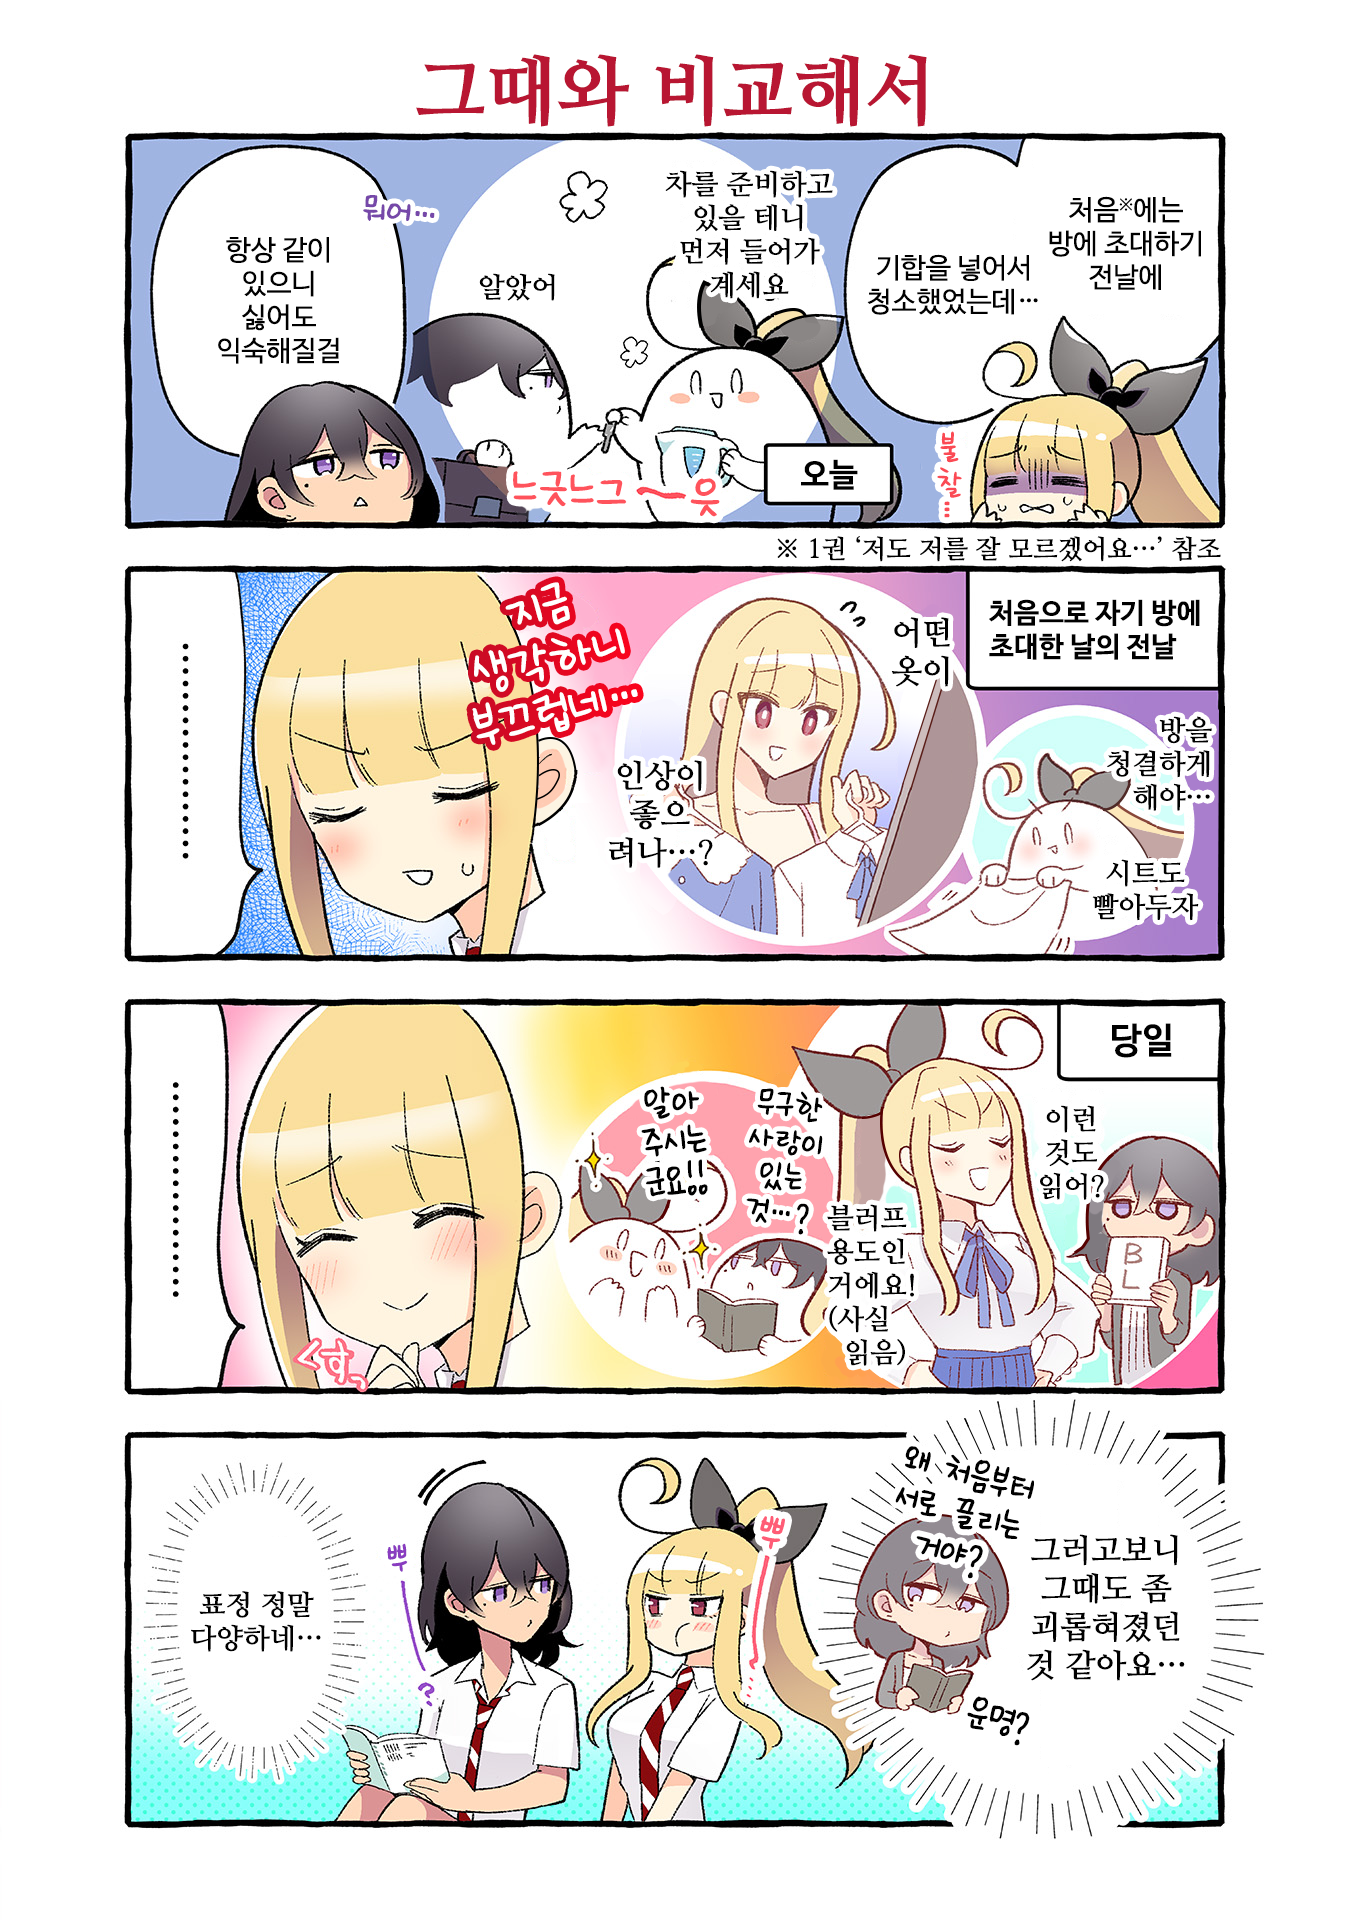 그때와 비교해서
처음※에는
방에 초대하기
전날에
기합을 넣어서
청소했었는데…
불
찰…
오늘
차를 준비하고
있을 테니
먼저 들어가
계세요
알았어
느긋느그~읏
뭐어…
항상 같이
있으니
싫어도
익숙해질걸
※ 1권 ‘저도 저를 잘 모르겠어요…’ 참조
처음으로 자기 방에
초대한 날의 전날
방을
청결하게
해야…
시트도
빨아두자
어떤
옷이
인상이
좋으
려나…?
지금
생각하니
부끄럽네…
……………
당일
이런
것도
읽어?
BL
블러프
용도인
거에요!
(사실
읽음)
무구한
사랑이
있는
것…?
알아
주시는
군요!!
쿡쿡
……………
왜 처음부터
서로 끌리는
거야?
운명?
그러고보니
그때도 좀
괴롭혀졌던
것 같아요…
뿌
뿌
?
표정 정말
다양하네…